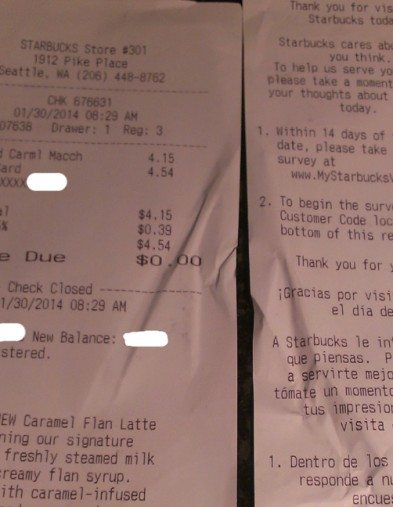 STARBUCKS Store #301
1912 Pike Place
Seattle, WA (206) 448-8762
CHK 678631
01/30/2014 08:29 AM
07638 Drawer: 1 Reg: 3
d Carml Macch 4.15
ard 4.54
XXXX
al $4.15
% $0.39
$4.54
e Due $0.00
Check Closed
1/30/2014 08:29 AM
New Balance:
stered.
EW Caramel Flan Latte
ning our signature
freshly steamed milk
creamy flan syrup.
ith caramel-infused
Thank you for vis
Starbucks toda
Starbucks cares abo
you think.
To help us serve yo
please take a moment
your thoughts about
today.
1. Within 14 days of
date, please take
survey at
www.MyStarbucksV
2. To begin the surve
Customer Code loc
bottom of this re
Thank you for y
¡Gracias por visi
el día de
A Starbucks le in
que piensas. P
a servirte mejo
tómate un momento
tus impresion
visita
1. Dentro de los
responde a nu
encues